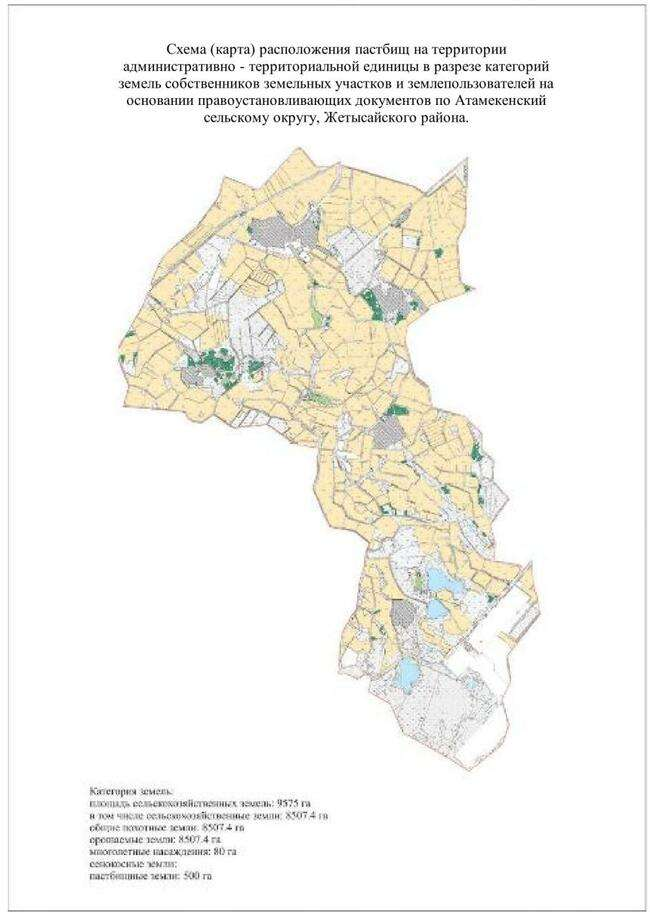 Схема (карта) расположения пастбищ на территории
административно - территориальной единицы в разрезе категорий
земель собственников земельных участков и землепользователей на
основании правоустановливающих документов по Атамекенский
сельскому округу, Жетысайского района.
Категория земель:
площадь сельскохозяйственных земель: 9575 га
в том числе сельскохозяйственные земли: 8507.4 га
общие пахотные земли: 8507.4 га
орошаемые земли: 8507.4 га
многолетные насаждения: 80 га
сенокосные земли:
пастбищные земли: 500 га